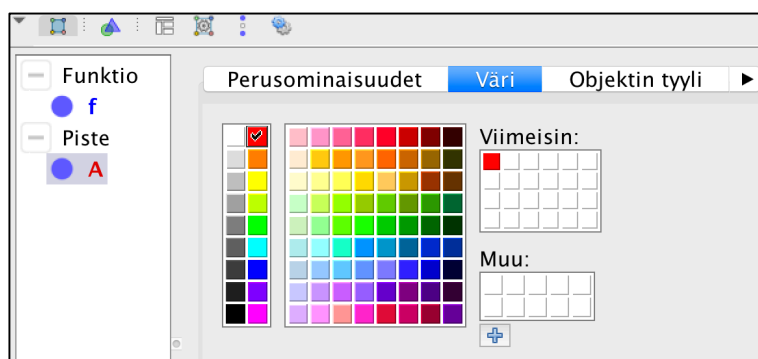 Funktio
f
Piste
A
Perusominaisuudet Väri Objektin tyyli
Viimeisin:
Muu: